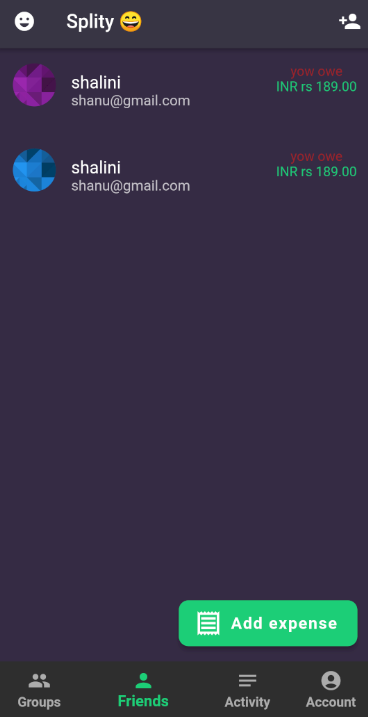 Splity 😄
shalini
shanu@gmail.com
yow owe
INR rs 189.00
shalini
shanu@gmail.com
yow owe
INR rs 189.00
Add expense
Groups
Friends
Activity
Account